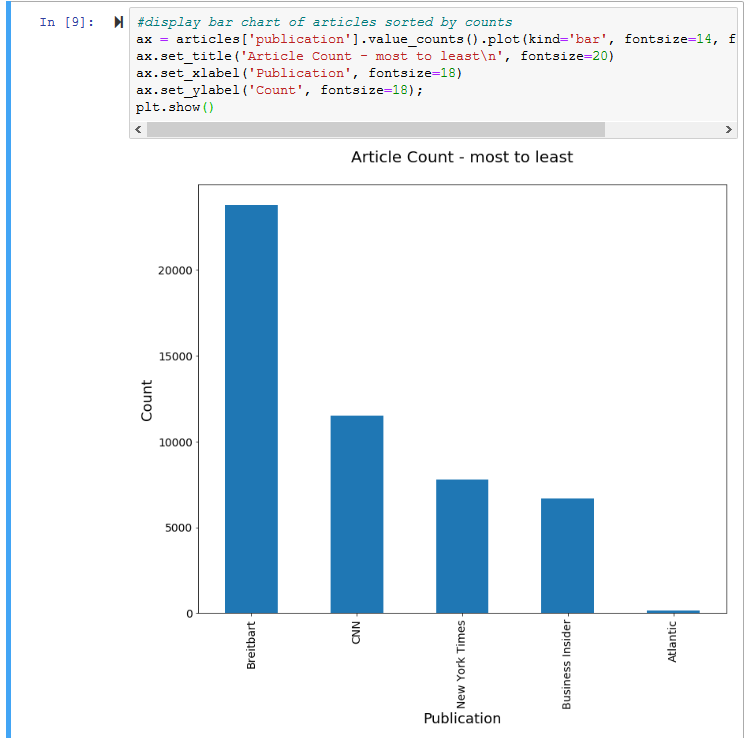 In [9]:
#display bar chart of articles sorted by counts
ax = articles['publication'].value_counts().plot(kind='bar', fontsize=14, f
ax.set_title('Article Count - most to least\n', fontsize=20)
ax.set_xlabel('Publication', fontsize=18)
ax.set_ylabel('Count', fontsize=18);
plt.show()
Article Count - most to least
20000
15000
10000
5000
0
Count
Breitbart
CNN
New York Times
Business Insider
Atlantic
Publication